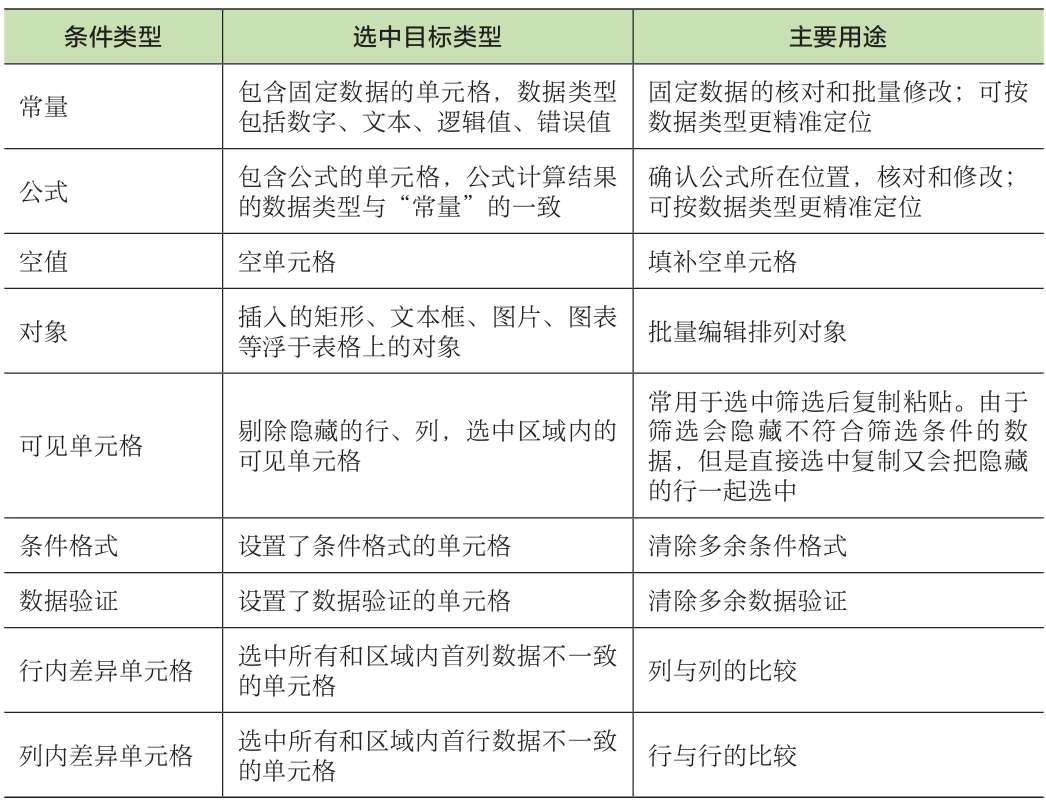 条件类型
选中目标类型
主要用途
常量
包含固定数据的单元格，数据类型
包括数字、文本、逻辑值、错误值
固定数据的核对和批量修改；可按
数据类型更精准定位
公式
包含公式的单元格，公式计算结果
的数据类型与“常量”的一致
确认公式所在位置，核对和修改；
可按数据类型更精准定位
空值
空单元格
填补空单元格
对象
插入的矩形、文本框、图片、图表
等浮于表格上的对象
批量编辑排列对象
可见单元格
剔除隐藏的行、列，选中区域内的
可见单元格
常用于选中筛选后复制粘贴。由于
筛选会隐藏不符合筛选条件的数
据，但是直接选中复制又会把隐藏
的行一起选中
条件格式
设置了条件格式的单元格
清除多余条件格式
数据验证
设置了数据验证的单元格
清除多余数据验证
行内差异单元格
选中所有和区域内首列数据不一致
的单元格
列与列的比较
列内差异单元格
选中所有和区域内首行数据不一致
的单元格
行与行的比较